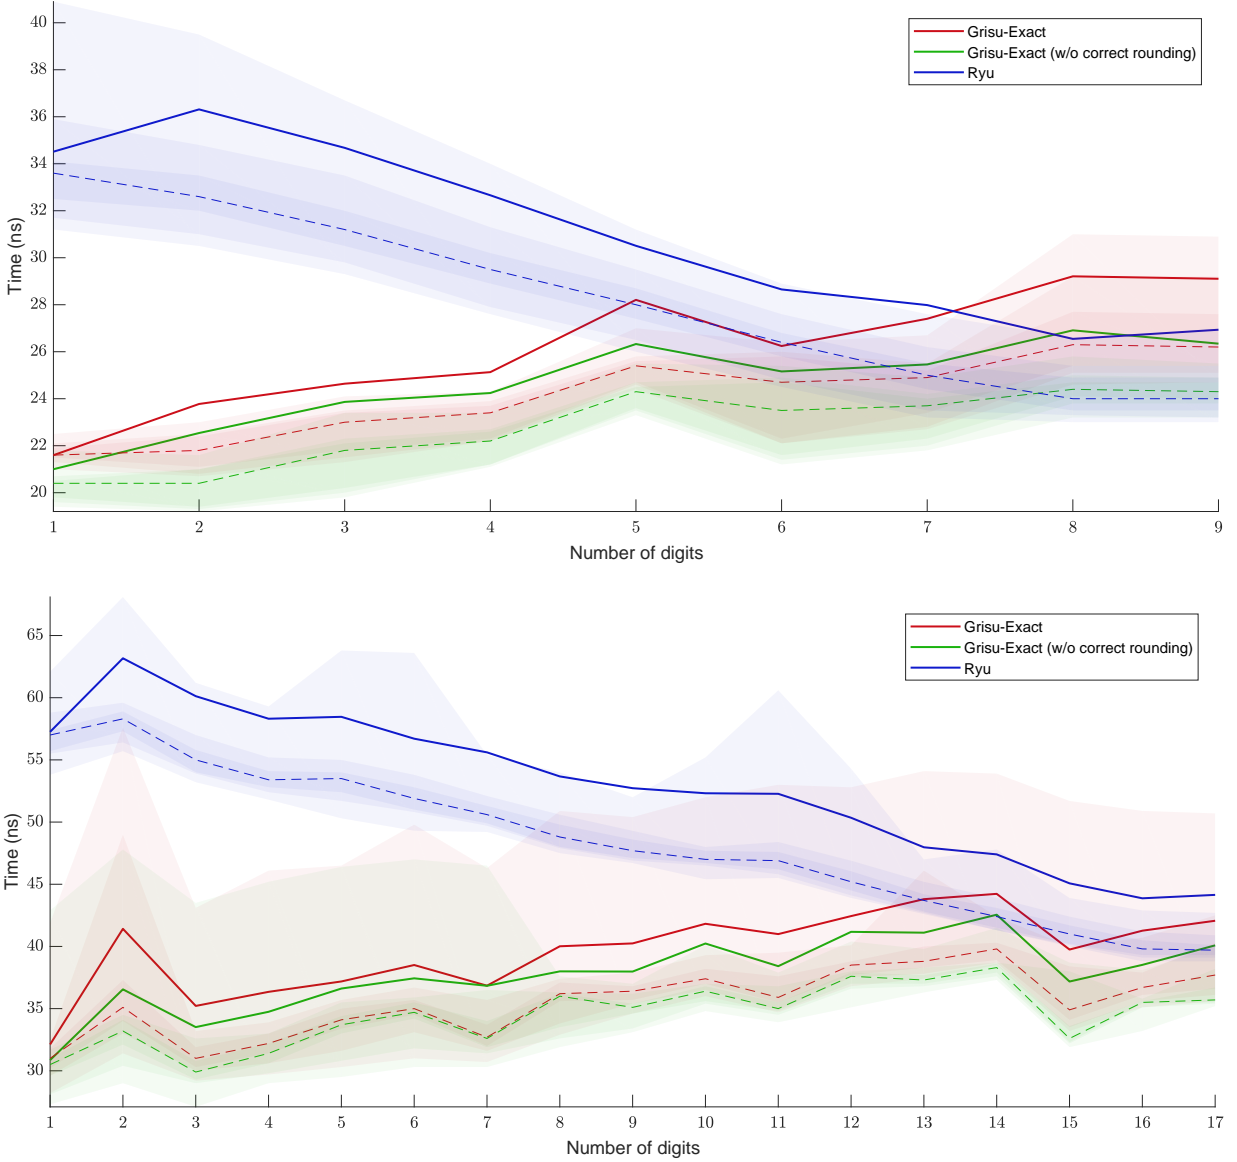 40
38
36
34
32
30
28
26
24
22
20
Time (ns)
1 2 3 4 5 6 7 8 9
Number of digits
Grisu-Exact
Grisu-Exact (w/o correct rounding)
Ryu
65
60
55
50
45
40
35
30
Time (ns)
1 2 3 4 5 6 7 8 9 10 11 12 13 14 15 16 17
Number of digits
Grisu-Exact
Grisu-Exact (w/o correct rounding)
Ryu